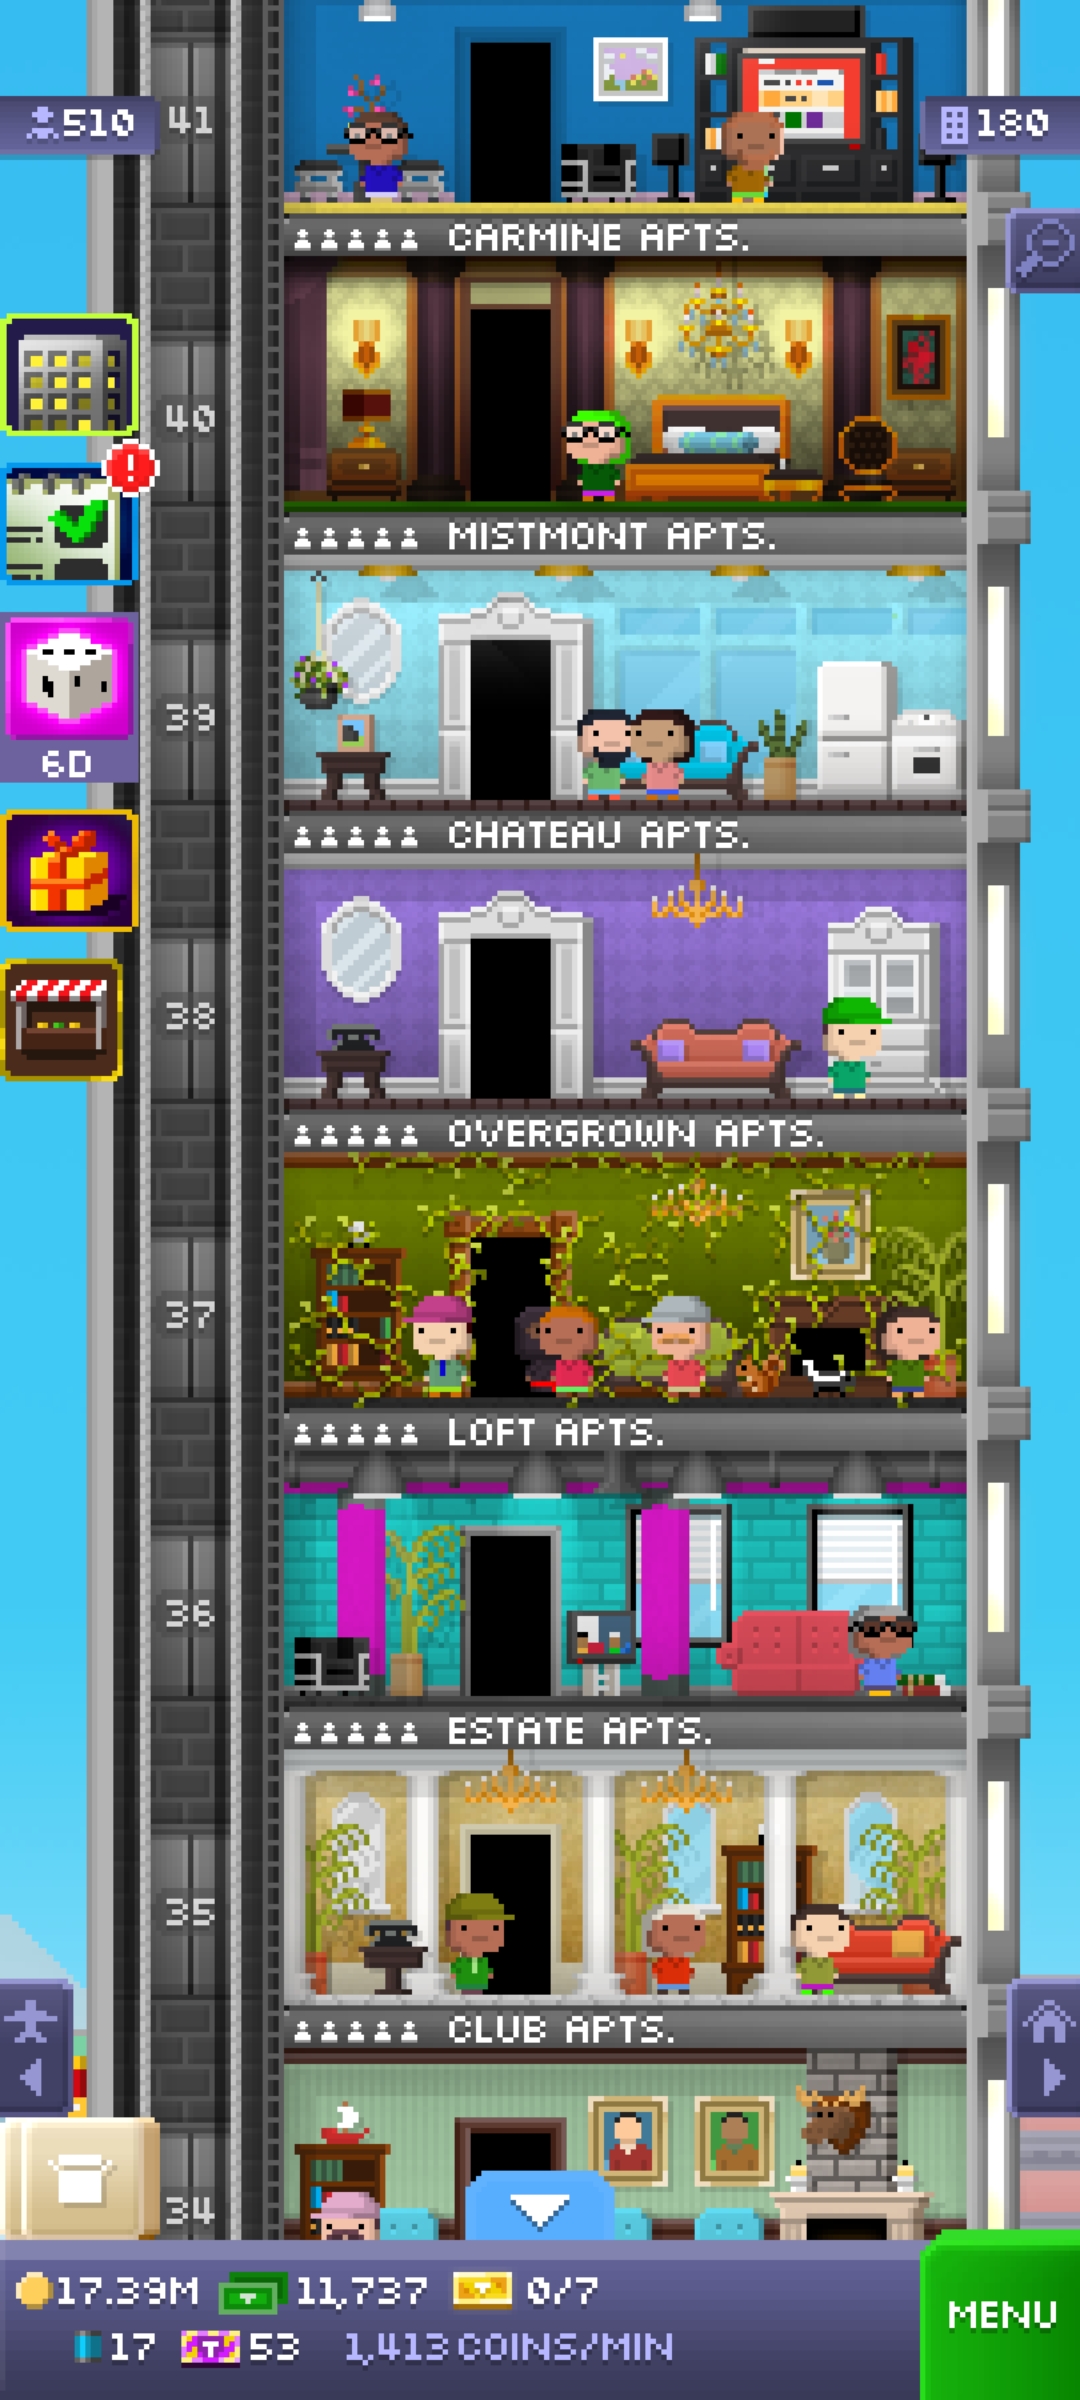 510
41
180
CARMINE APTS.
40
MISTMONT APTS.
39
6D
CHATEAU APTS.
38
OVERGROWN APTS.
37
LOFT APTS.
36
ESTATE APTS.
35
CLUB APTS.
34
17.39M 11,737 0/7
MENU
17 53 1,413 COINS/MIN